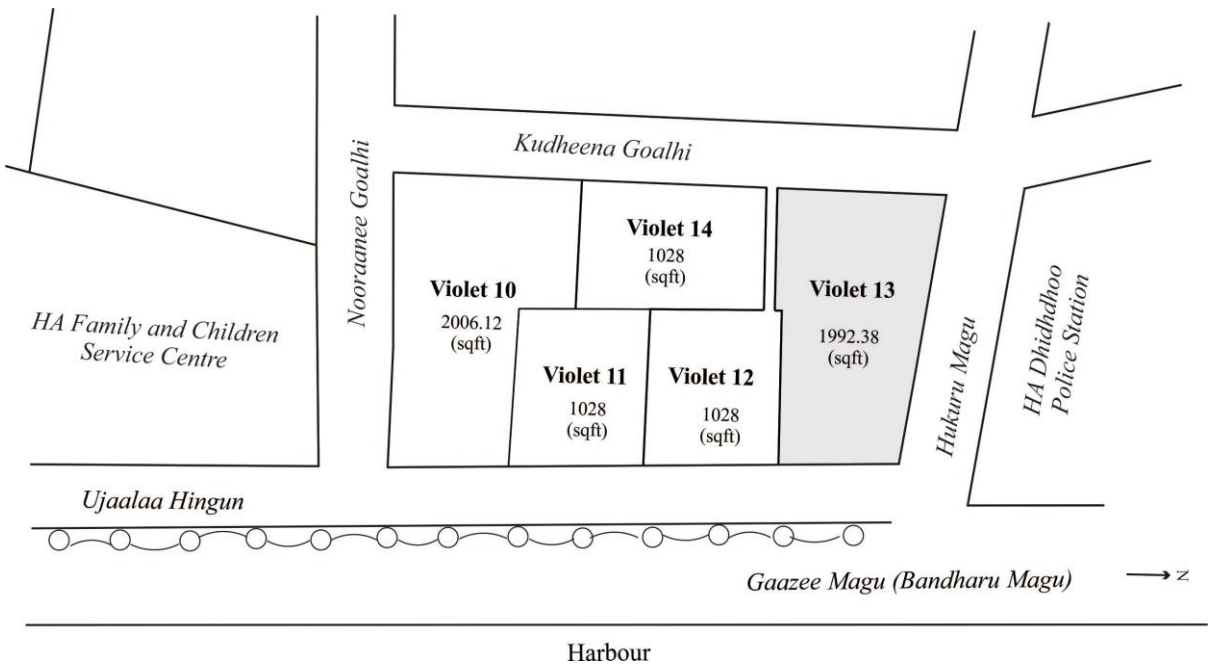 Kudheena Goalhi
Nooraanee Goalhi
Violet 14
1028
(sqft)
Violet 10
2006.12
(sqft)
Violet 13
1992.38
(sqft)
HA Family and Children
Service Centre
Violet 11
1028
(sqft)
Violet 12
1028
(sqft)
Hukuru Magu
HA Dhidhdhoo
Police Station
Ujaalaa Hingun
Gaazee Magu (Bandharu Magu)
N
Harbour